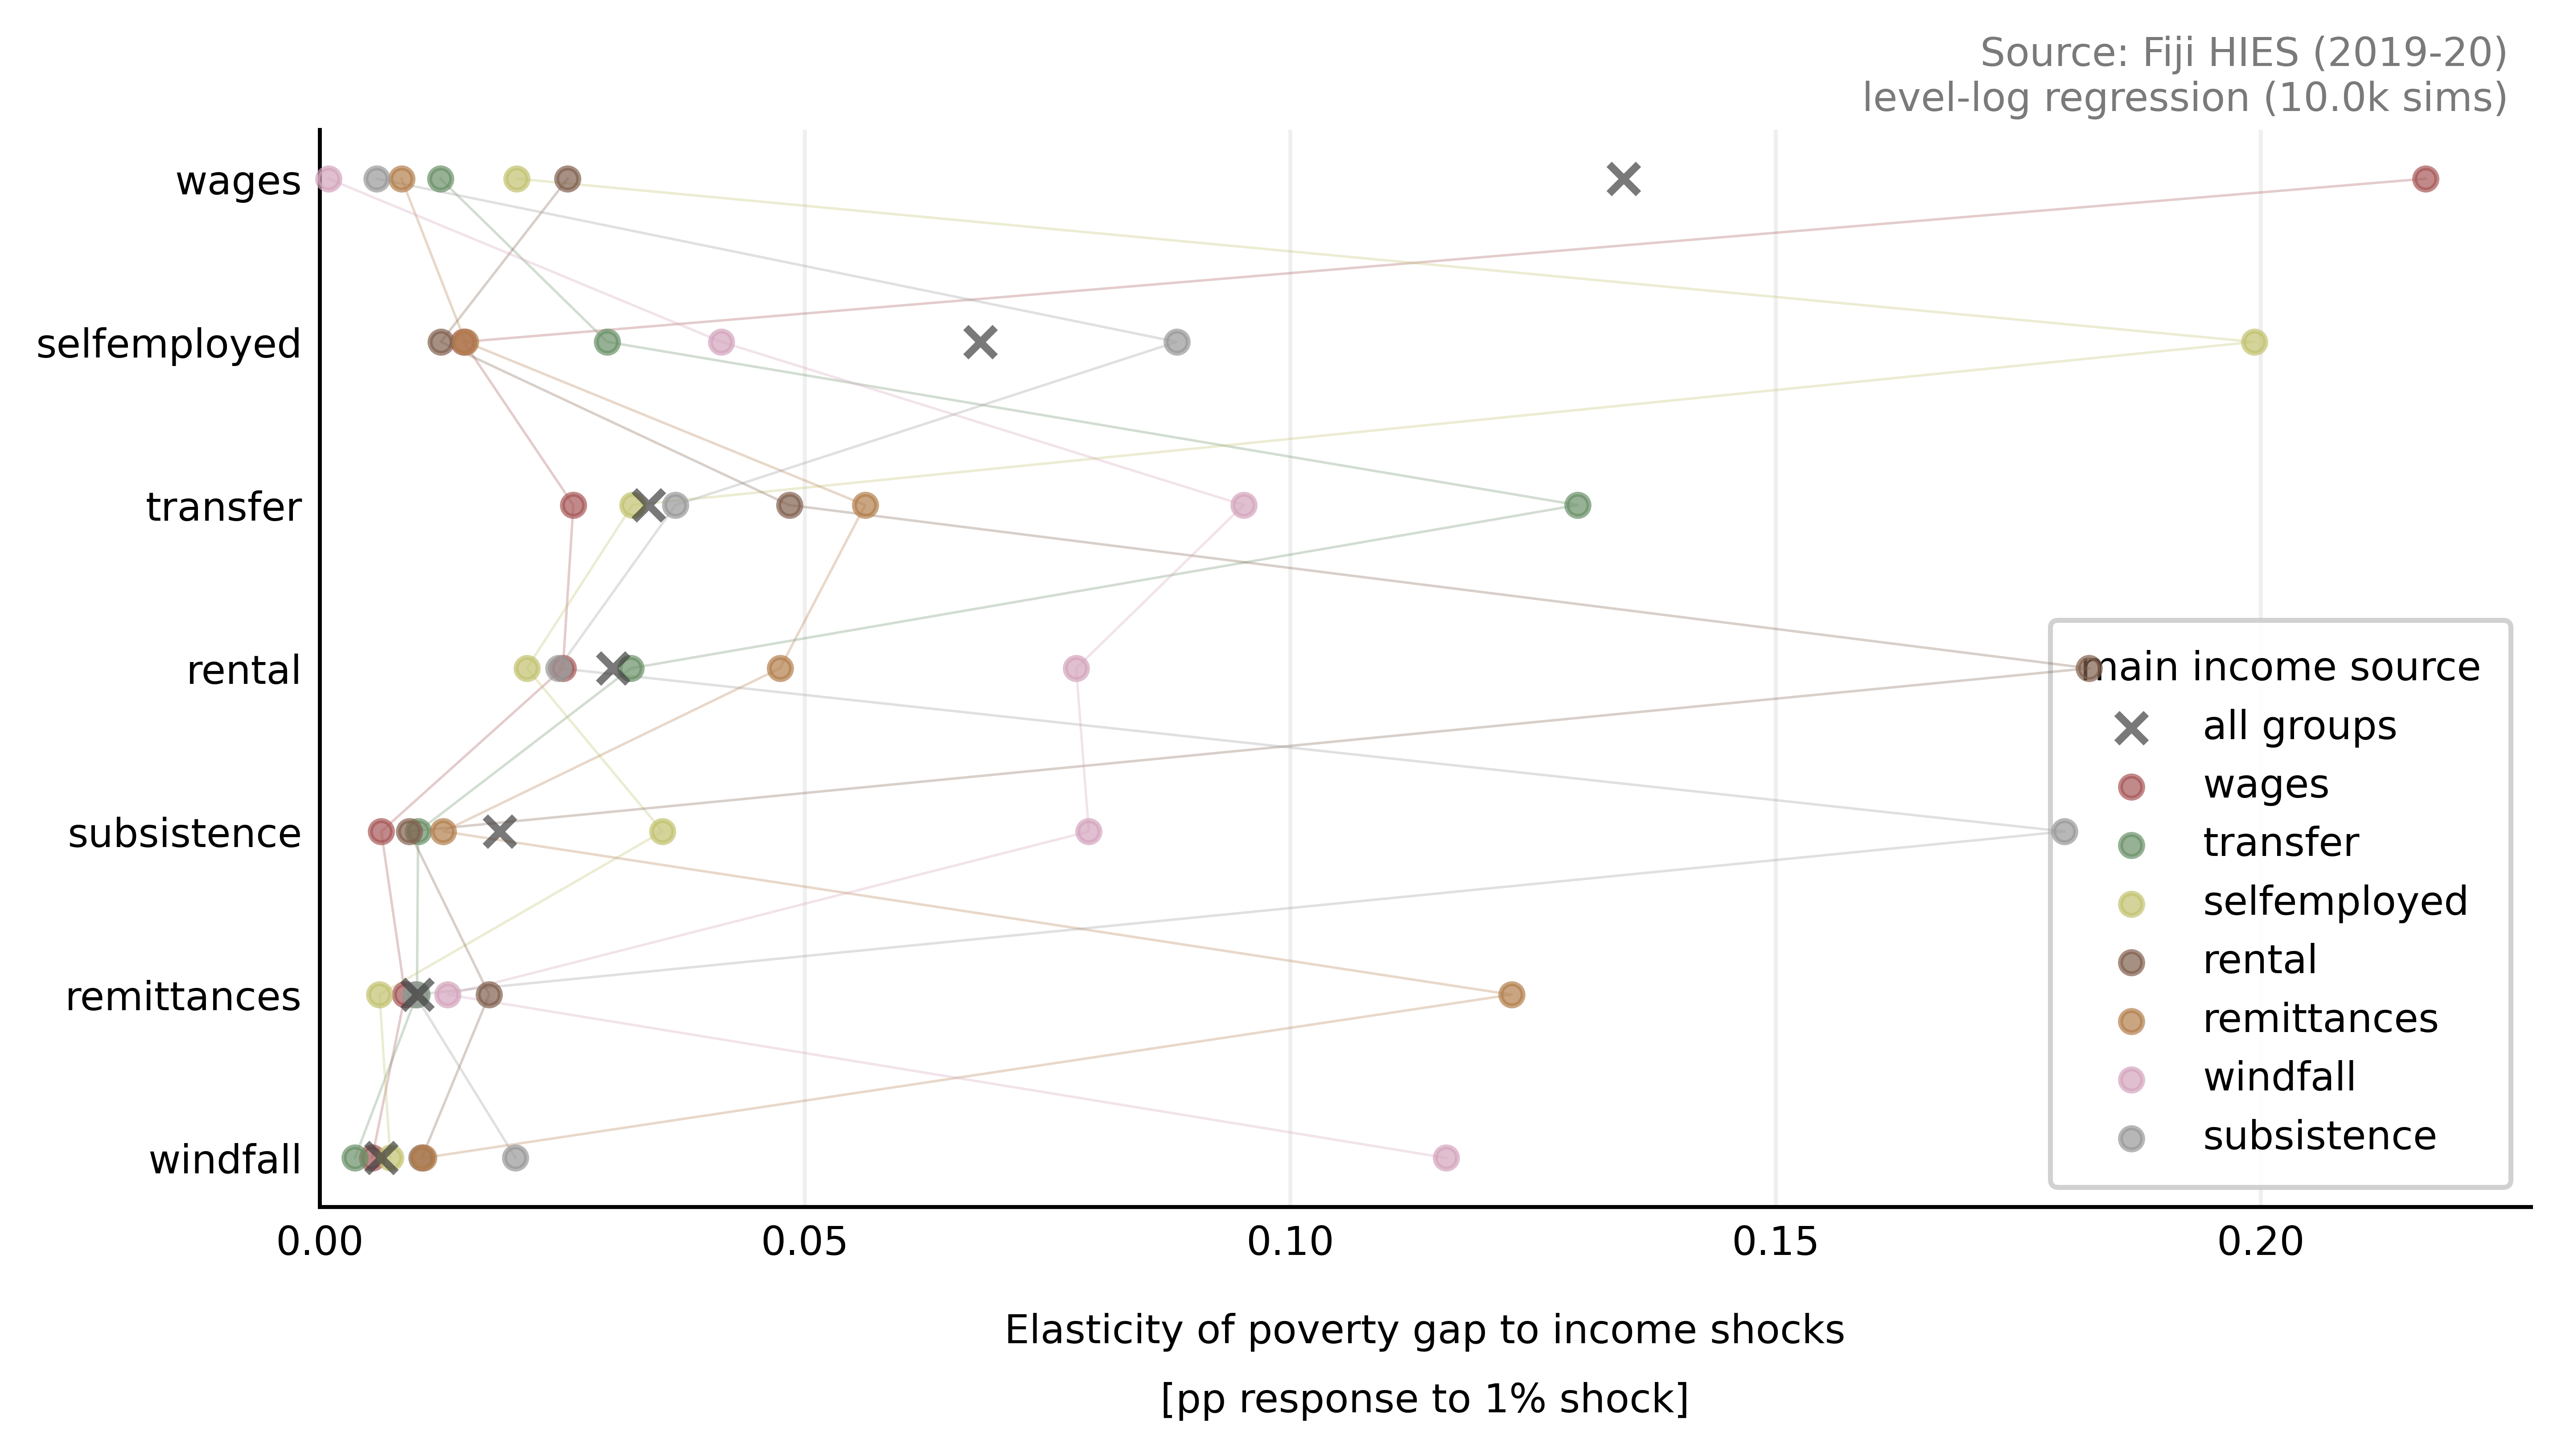 Source: Fiji HIES (2019-20)
level-log regression (10.0k sims)
wages
selfemployed
transfer
rental
subsistence
remittances
windfall
main income source
all groups
wages
transfer
selfemployed
rental
remittances
windfall
subsistence
0.00
0.05
0.10
0.15
0.20
Elasticity of poverty gap to income shocks
[pp response to 1% shock]